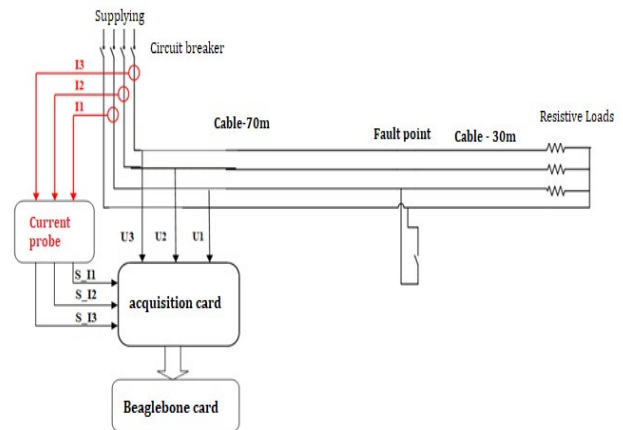 Supplying
Circuit breaker
I3
I2
I1
Cable-70m
Fault point
Cable - 30m
Resistive Loads
Current
probe
U3
U2
U1
S_I1
S_I2
S_I3
acquisition card
Beaglebone card